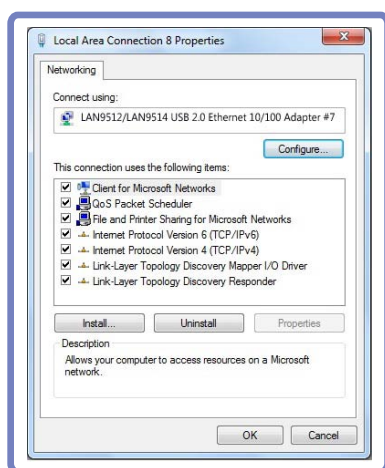 Local Area Connection 8 Properties
Networking
Connect using:
LAN9512/LAN9514 USB 2.0 Ethernet 10/100 Adapter #7
Configure...
This connection uses the following items:
Client for Microsoft Networks
QoS Packet Scheduler
File and Printer Sharing for Microsoft Networks
Internet Protocol Version 6 (TCP/IPv6)
Internet Protocol Version 4 (TCP/IPv4)
Link-Layer Topology Discovery Mapper I/O Driver
Link-Layer Topology Discovery Responder
Install... Uninstall Properties
Description
Allows your computer to access resources on a Microsoft
network.
OK Cancel